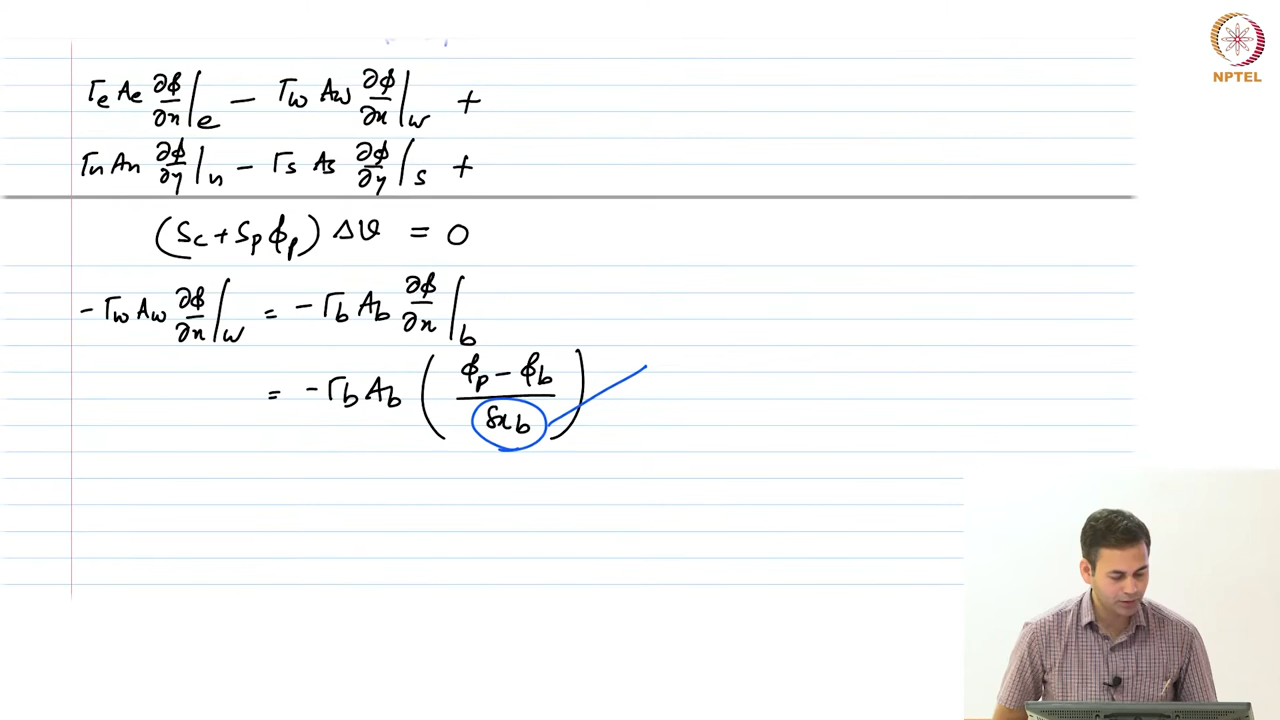 NPTEL
Γe Ae ∂ϕ/∂x|e − Γw Aw ∂ϕ/∂x|w +
Γn An ∂ϕ/∂y|n − Γs As ∂ϕ/∂y|s +
(Sc + Sp ϕp) Δϑ = 0
− Γw Aw ∂ϕ/∂x|w = − Γb Ab ∂ϕ/∂x|b
= − Γb Ab ( (ϕp − ϕb) / δxb )